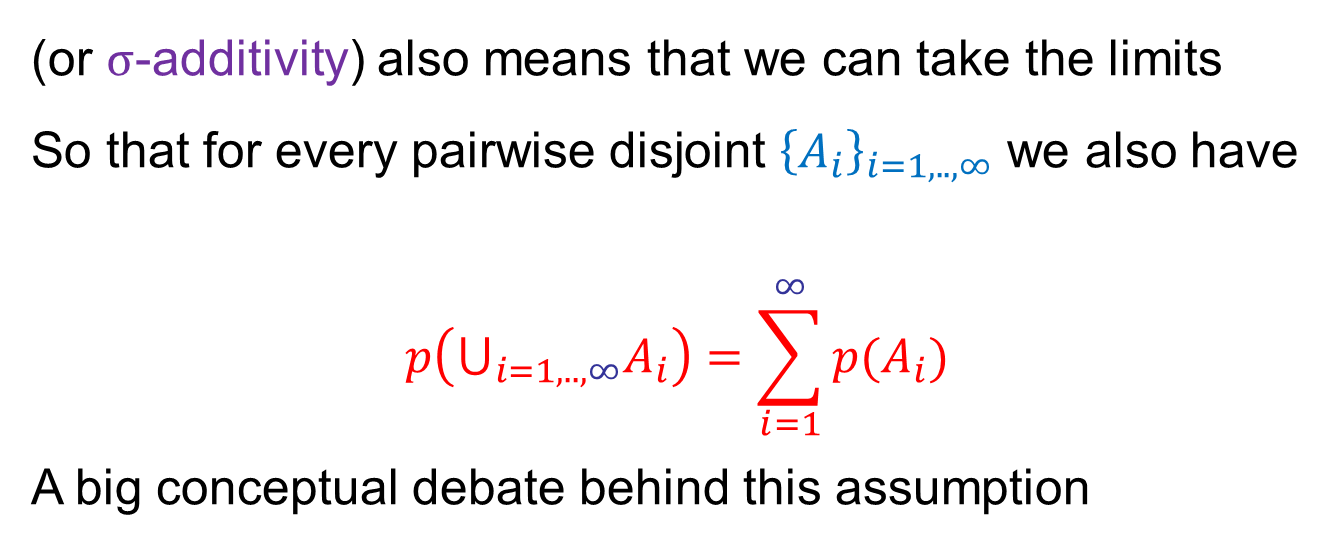 (or σ-additivity) also means that we can take the limits
So that for every pairwise disjoint {A_i}_{i=1,..,∞} we also have
p(∪_{i=1,..,∞} A_i) = ∑_{i=1}^{∞} p(A_i)
A big conceptual debate behind this assumption